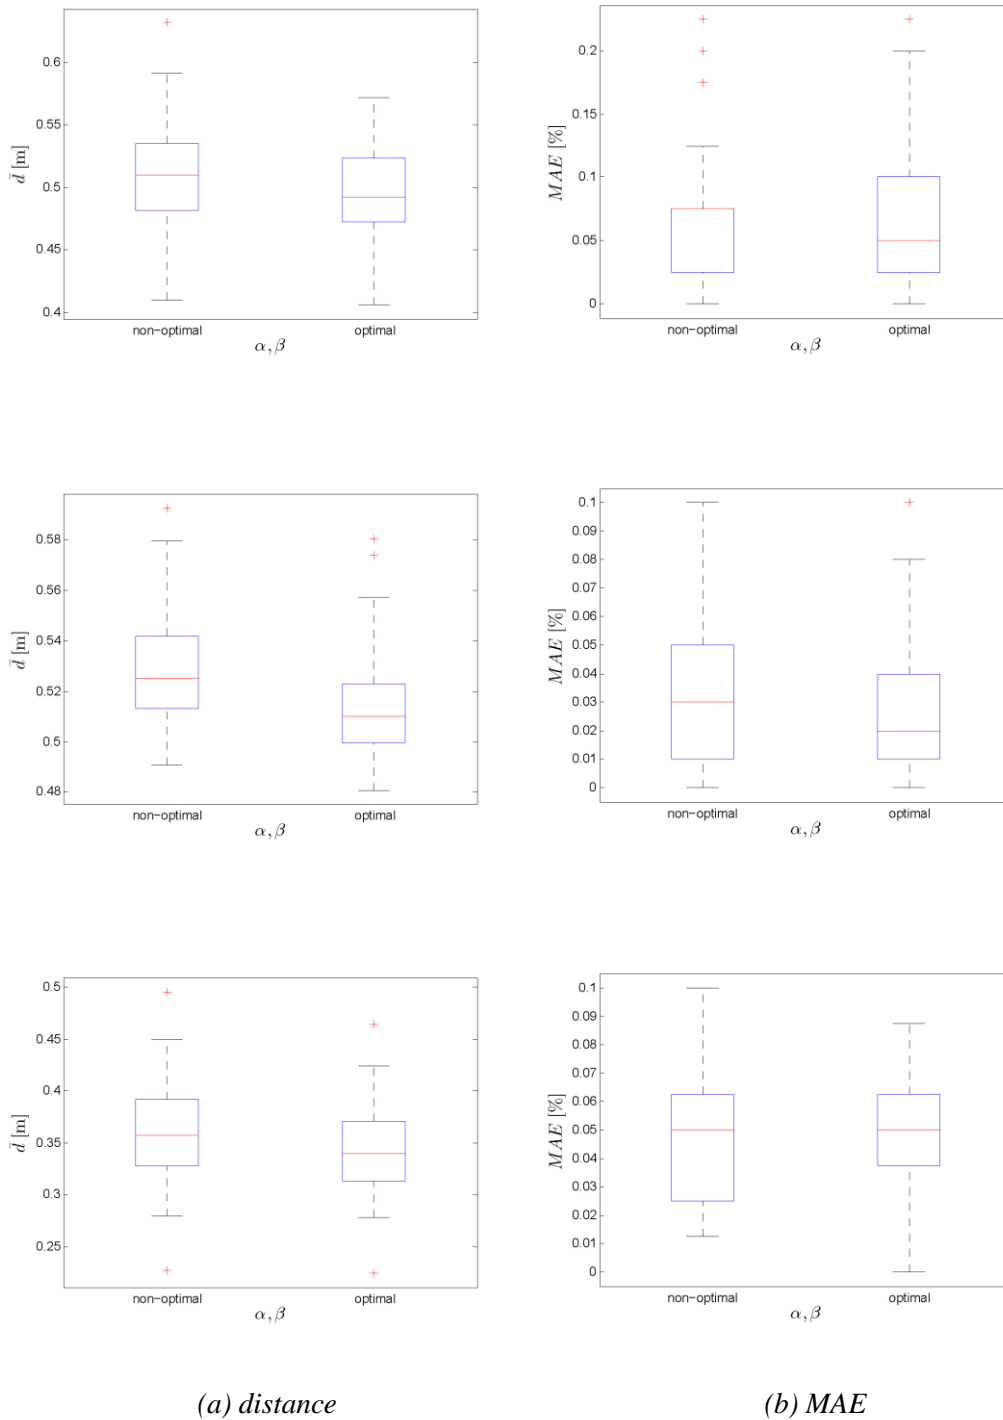 0.6
0.55
0.5
0.45
0.4
d̄ [m]
non-optimal optimal
α, β
0.2
0.15
0.1
0.05
0
MAE [%]
non-optimal optimal
α, β
0.58
0.56
0.54
0.52
0.5
0.48
d̄ [m]
non-optimal optimal
α, β
0.1
0.09
0.08
0.07
0.06
0.05
0.04
0.03
0.02
0.01
0
MAE [%]
non-optimal optimal
α, β
0.5
0.45
0.4
0.35
0.3
0.25
d̄ [m]
non-optimal optimal
α, β
0.1
0.09
0.08
0.07
0.06
0.05
0.04
0.03
0.02
0.01
0
MAE [%]
non-optimal optimal
α, β
(a) distance
(b) MAE